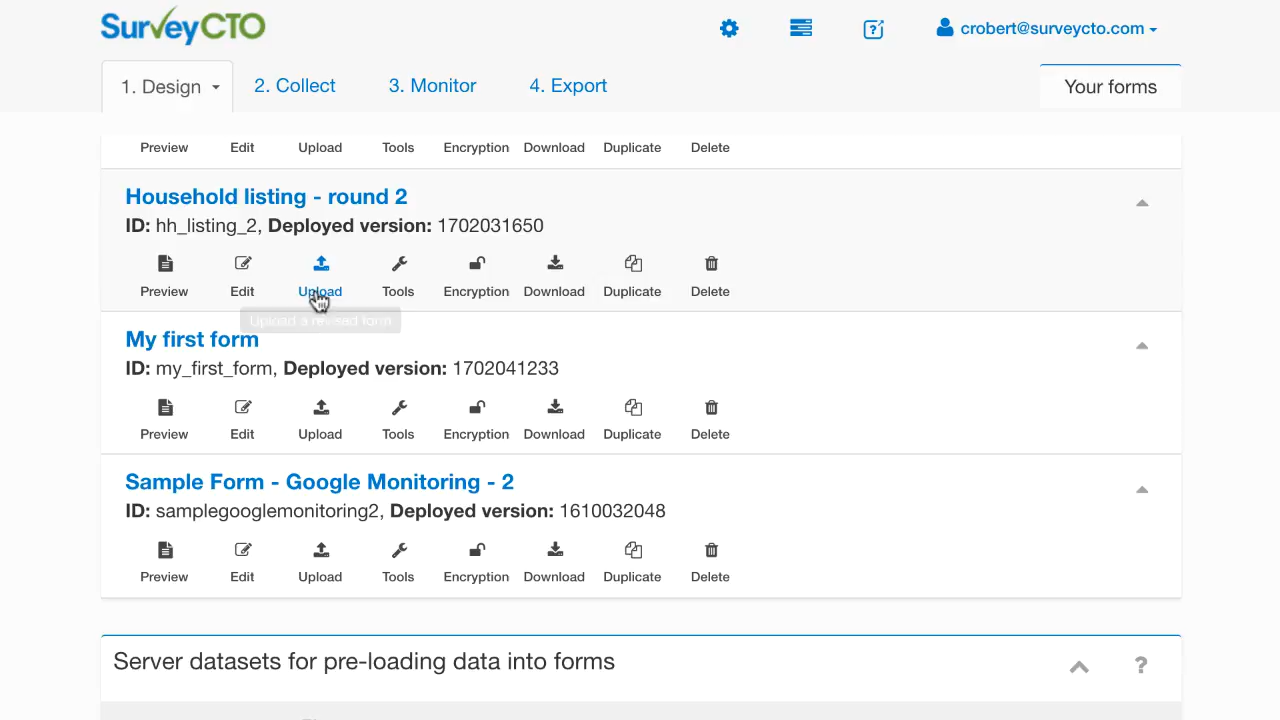 SurveyCTO
crobert@surveycto.com
1. Design 2. Collect 3. Monitor 4. Export Your forms
Preview Edit Upload Tools Encryption Download Duplicate Delete
Household listing - round 2
ID: hh_listing_2, Deployed version: 1702031650
Preview Edit Upload Tools Encryption Download Duplicate Delete
Upload a revised form
My first form
ID: my_first_form, Deployed version: 1702041233
Preview Edit Upload Tools Encryption Download Duplicate Delete
Sample Form - Google Monitoring - 2
ID: samplegooglemonitoring2, Deployed version: 1610032048
Preview Edit Upload Tools Encryption Download Duplicate Delete
Server datasets for pre-loading data into forms ?